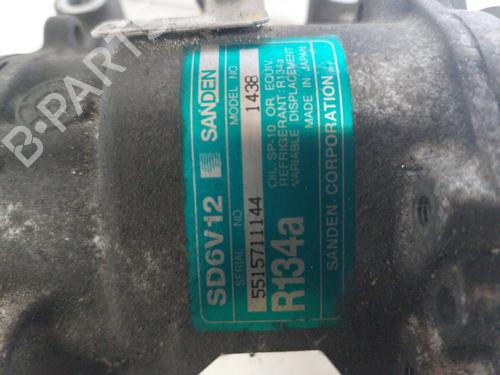 SANDEN
SD6V12
MODEL NO. 1438
SERIAL NO. 5515711144
OIL: SP-10 OR EQUIV.
REFRIGERANT: R134a
VARIABLE DISPLACEMENT
MADE IN JAPAN
R134a
SANDEN CORPORATION
B-PARTS